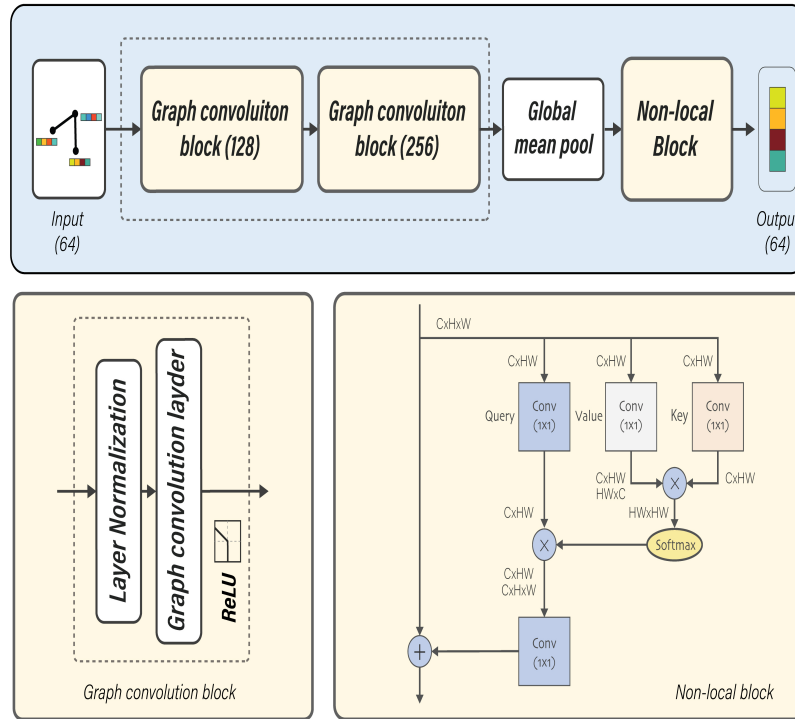 Graph convoluiton
block (128)
Graph convoluiton
block (256)
Global
mean pool
Non-local
Block
Input
(64)
Outpu
(64)
Layer Normalization
Graph convolution layder
ReLU
Graph convolution block
CxHxW
CxHW
CxHW
CxHW
Query
Conv
(1x1)
Value
Conv
(1x1)
Key
Conv
(1x1)
CxHW
HWxC
X
CxHW
HWxHW
CxHW
Softmax
X
CxHW
CxHxW
Conv
(1x1)
+
Non-local block